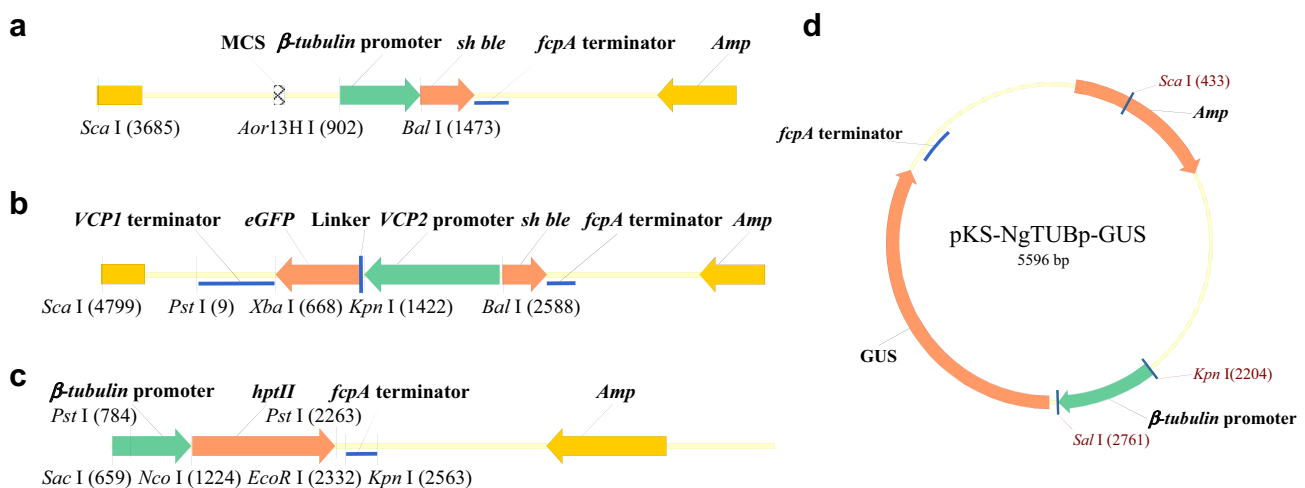 a
MCS β-tubulin promoter sh ble fcpA terminator Amp
Sca I (3685) Aor13H I (902) Bal I (1473)
b
VCP1 terminator eGFP Linker VCP2 promoter sh ble fcpA terminator Amp
Sca I (4799) Pst I (9) Xba I (668) Kpn I (1422) Bal I (2588)
c
β-tubulin promoter hptII fcpA terminator Amp
Pst I (784) Pst I (2263)
Sac I (659) Nco I (1224) EcoR I (2332) Kpn I (2563)
d
Sca I (433)
Amp
fcpA terminator
pKS-NgTUBp-GUS
5596 bp
GUS
Kpn I(2204)
β-tubulin promoter
Sal I (2761)